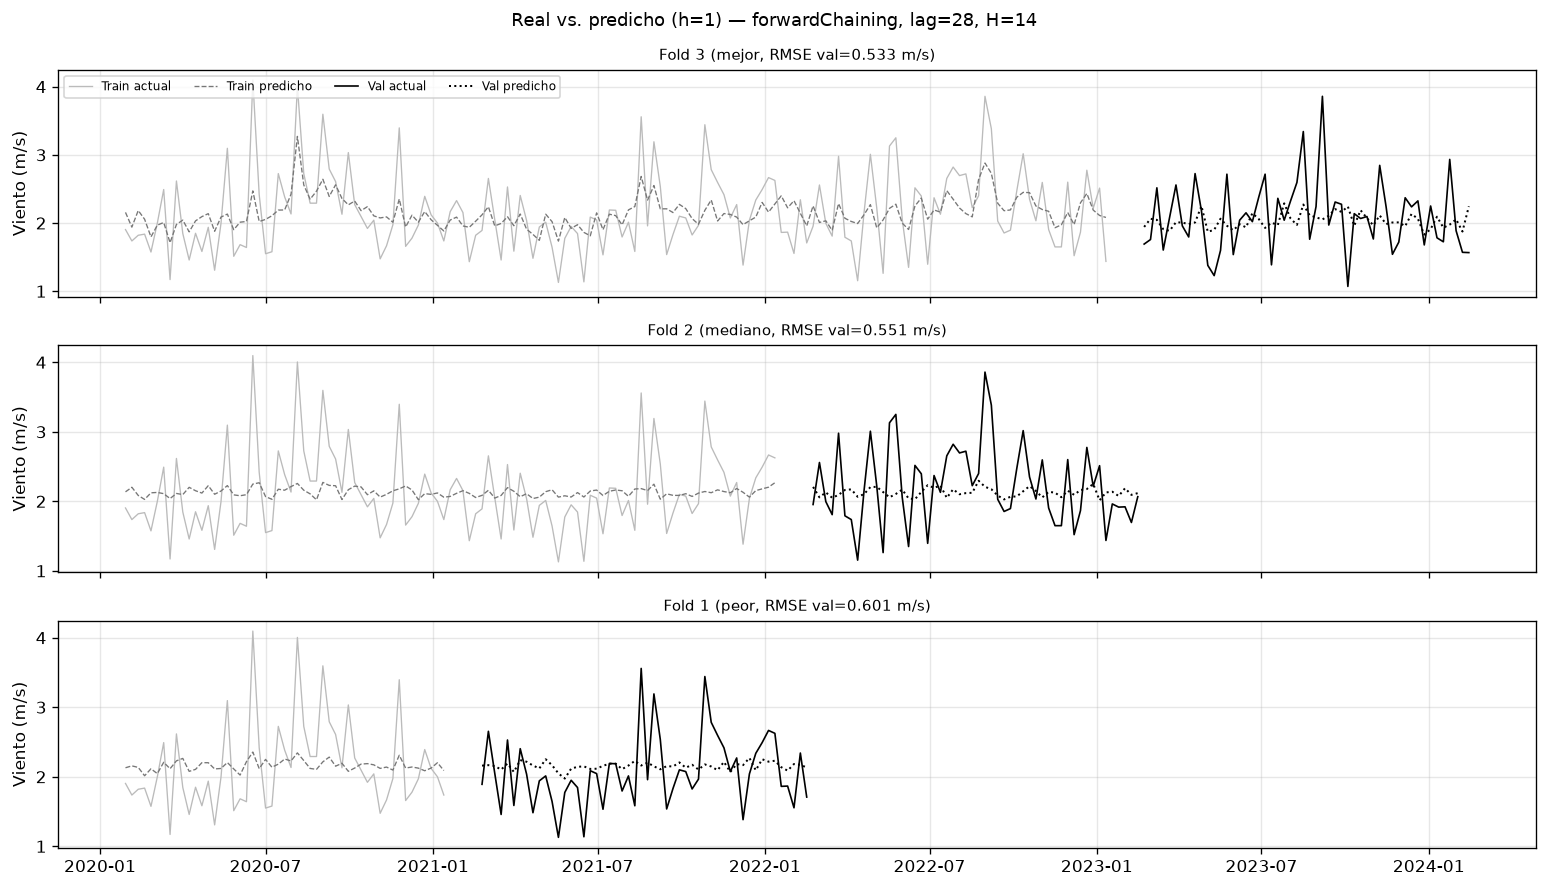 Real vs. predicho (h=1) — forwardChaining, lag=28, H=14
Fold 3 (mejor, RMSE val=0.533 m/s)
Train actual Train predicho Val actual Val predicho
Viento (m/s)
4
3
2
1
Fold 2 (mediano, RMSE val=0.551 m/s)
Viento (m/s)
4
3
2
1
Fold 1 (peor, RMSE val=0.601 m/s)
Viento (m/s)
4
3
2
1
2020-01 2020-07 2021-01 2021-07 2022-01 2022-07 2023-01 2023-07 2024-01